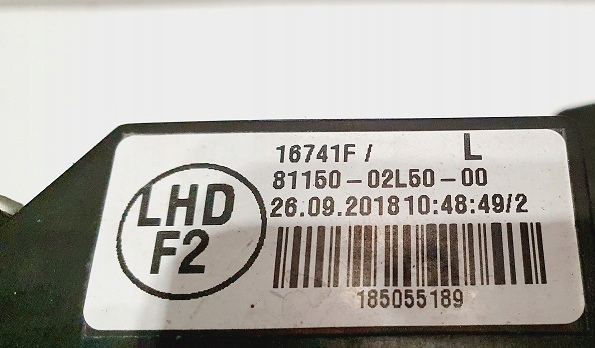 LHD
F2
16741F / L
81150-02L50-00
26.09.2018 10:48:49/2
185055189